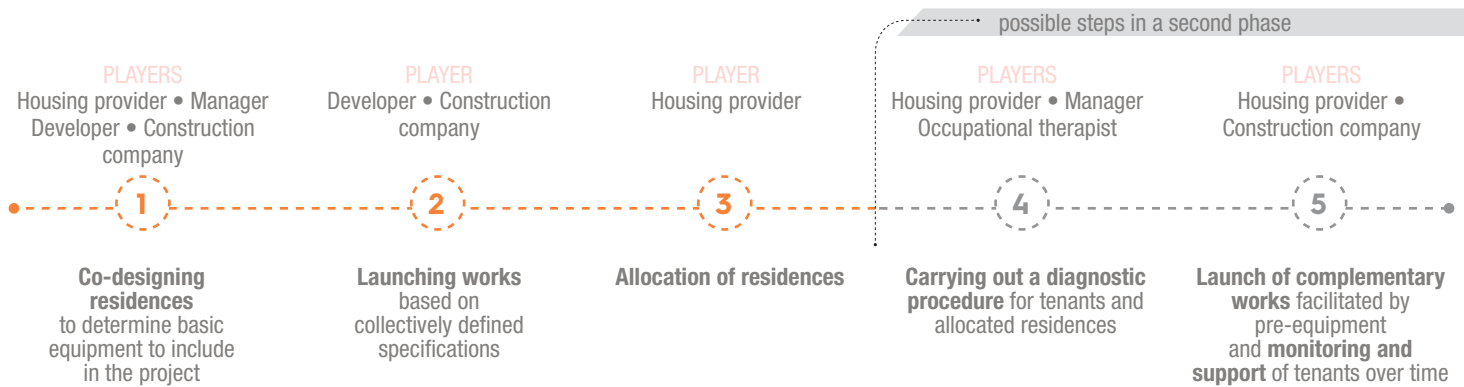 possible steps in a second phase
PLAYERS
Housing provider • Manager
Developer • Construction
company
1
Co-designing
residences
to determine basic
equipment to include
in the project
PLAYER
Developer • Construction
company
2
Launching works
based on
collectively defined
specifications
PLAYER
Housing provider
3
Allocation of residences
PLAYERS
Housing provider • Manager
Occupational therapist
4
Carrying out a diagnostic
procedure for tenants and
allocated residences
PLAYERS
Housing provider •
Construction company
5
Launch of complementary
works facilitated by
pre-equipment
and monitoring and
support of tenants over time